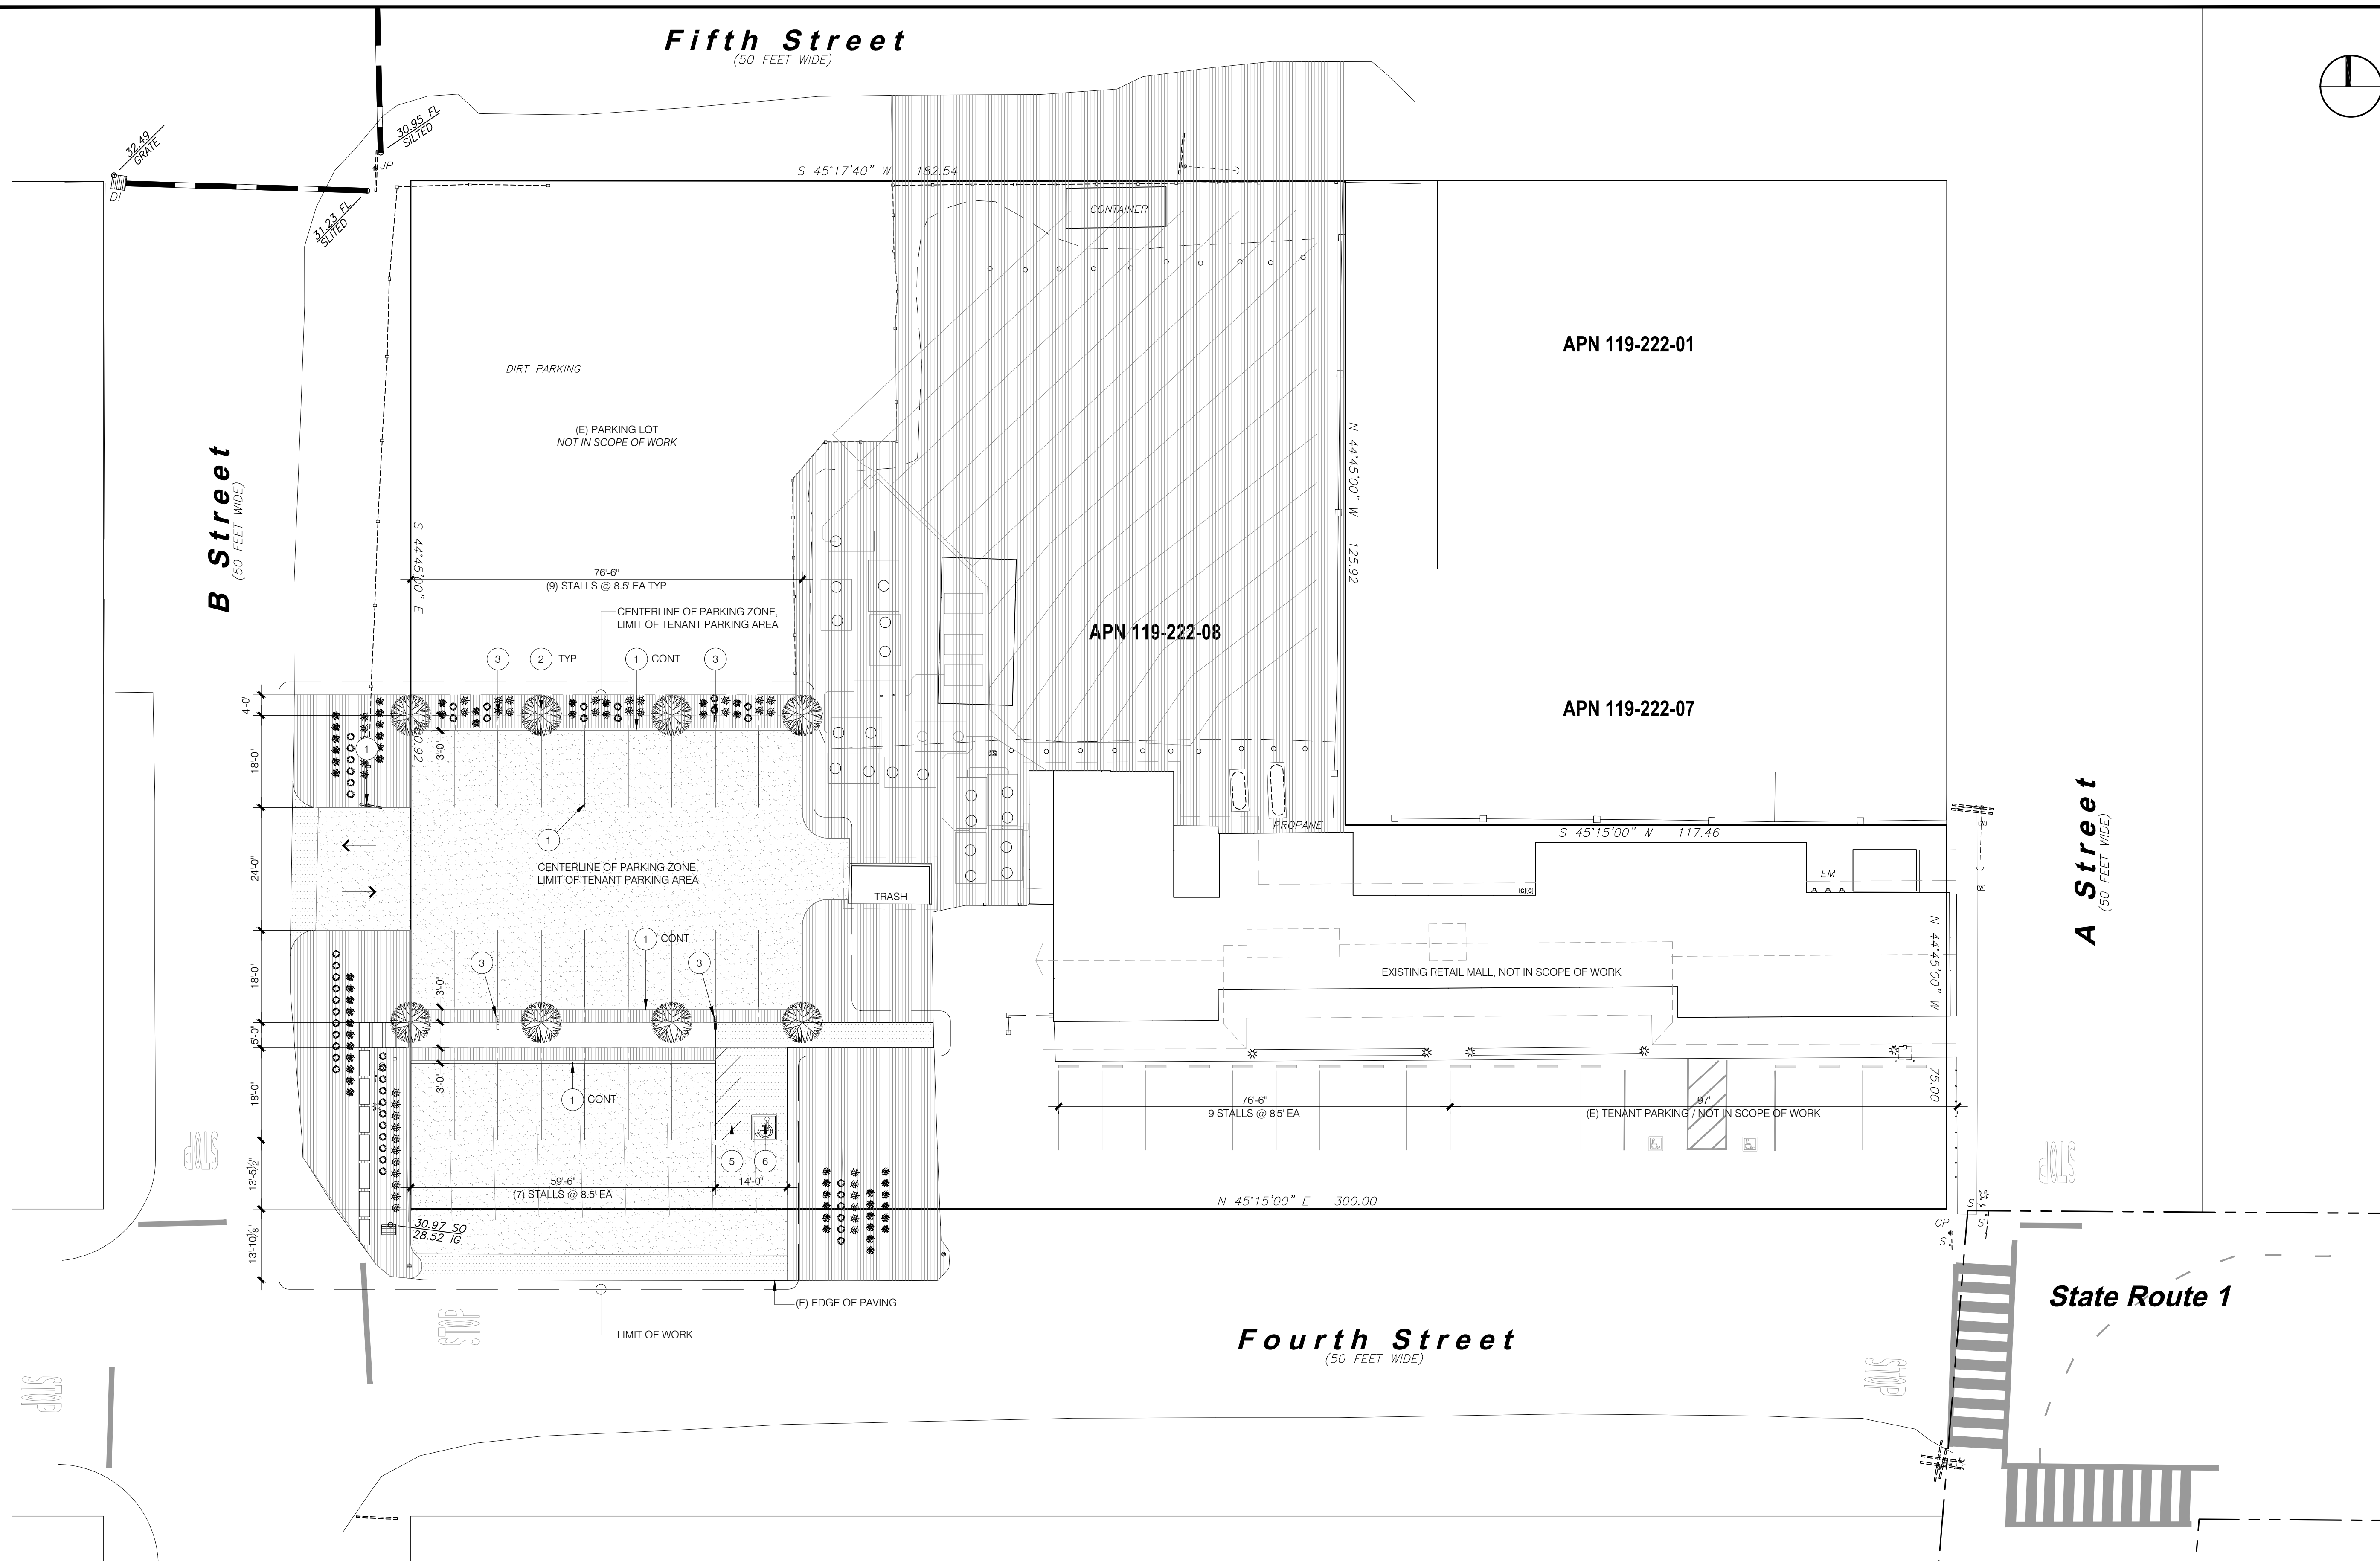 Fifth Street
(50 FEET WIDE)
30.95 FL
SILTED
32.49
GRATE
JP
DI
31.23 FL
SLITED
S 45°17'40" W 182.54
CONTAINER
APN 119-222-01
DIRT PARKING
(E) PARKING LOT
NOT IN SCOPE OF WORK
B Street
(50 FEET WIDE)
S 44°45'00" E
N 44°45'00" W 125.92
76'-6"
(9) STALLS @ 8.5' EA TYP
CENTERLINE OF PARKING ZONE,
LIMIT OF TENANT PARKING AREA
APN 119-222-08
3
2 TYP
1 CONT
3
APN 119-222-07
4'-0"
18'-0"
1
3'-0"
1
CENTERLINE OF PARKING ZONE,
LIMIT OF TENANT PARKING AREA
24'-0"
PROPANE
S 45°15'00" W 117.46
A Street
(50 FEET WIDE)
W
W
TRASH
G G
EM
N 44°45'00" W
75.00
1 CONT
3
3
EXISTING RETAIL MALL, NOT IN SCOPE OF WORK
18'-0"
3'-0"
5'-0"
18'-0"
3'-0"
1 CONT
76'-6"
9 STALLS @ 8'5' EA
97'
(E) TENANT PARKING / NOT IN SCOPE OF WORK
STOP
STOP
5
6
13'-5½"
59'-6"
(7) STALLS @ 8.5' EA
14'-0"
N 45°15'00" E 300.00
30.97 SO
28.52 IG
13'-10⅛"
S
CP
S
S
(E) EDGE OF PAVING
State Route 1
STOP
LIMIT OF WORK
Fourth Street
(50 FEET WIDE)
STOP
STOP